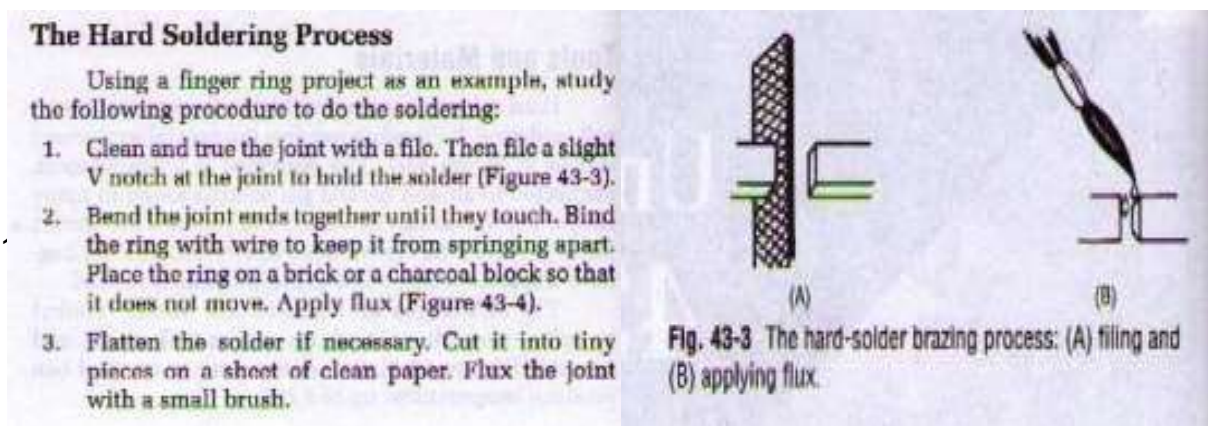 The Hard Soldering Process
Using a finger ring project as an example, study
the following procedure to do the soldering:
1. Clean and true the joint with a file. Then file a slight
V notch at the joint to hold the solder (Figure 43-3).
2. Bend the joint ends together until they touch. Bind
the ring with wire to keep it from springing apart.
Place the ring on a brick or a charcoal block so that
it does not move. Apply flux (Figure 43-4).
3. Flatten the solder if necessary. Cut it into tiny
pieces on a sheet of clean paper. Flux the joint
with a small brush.
(A)
(B)
Fig. 43-3 The hard-solder brazing process: (A) filing and
(B) applying flux.